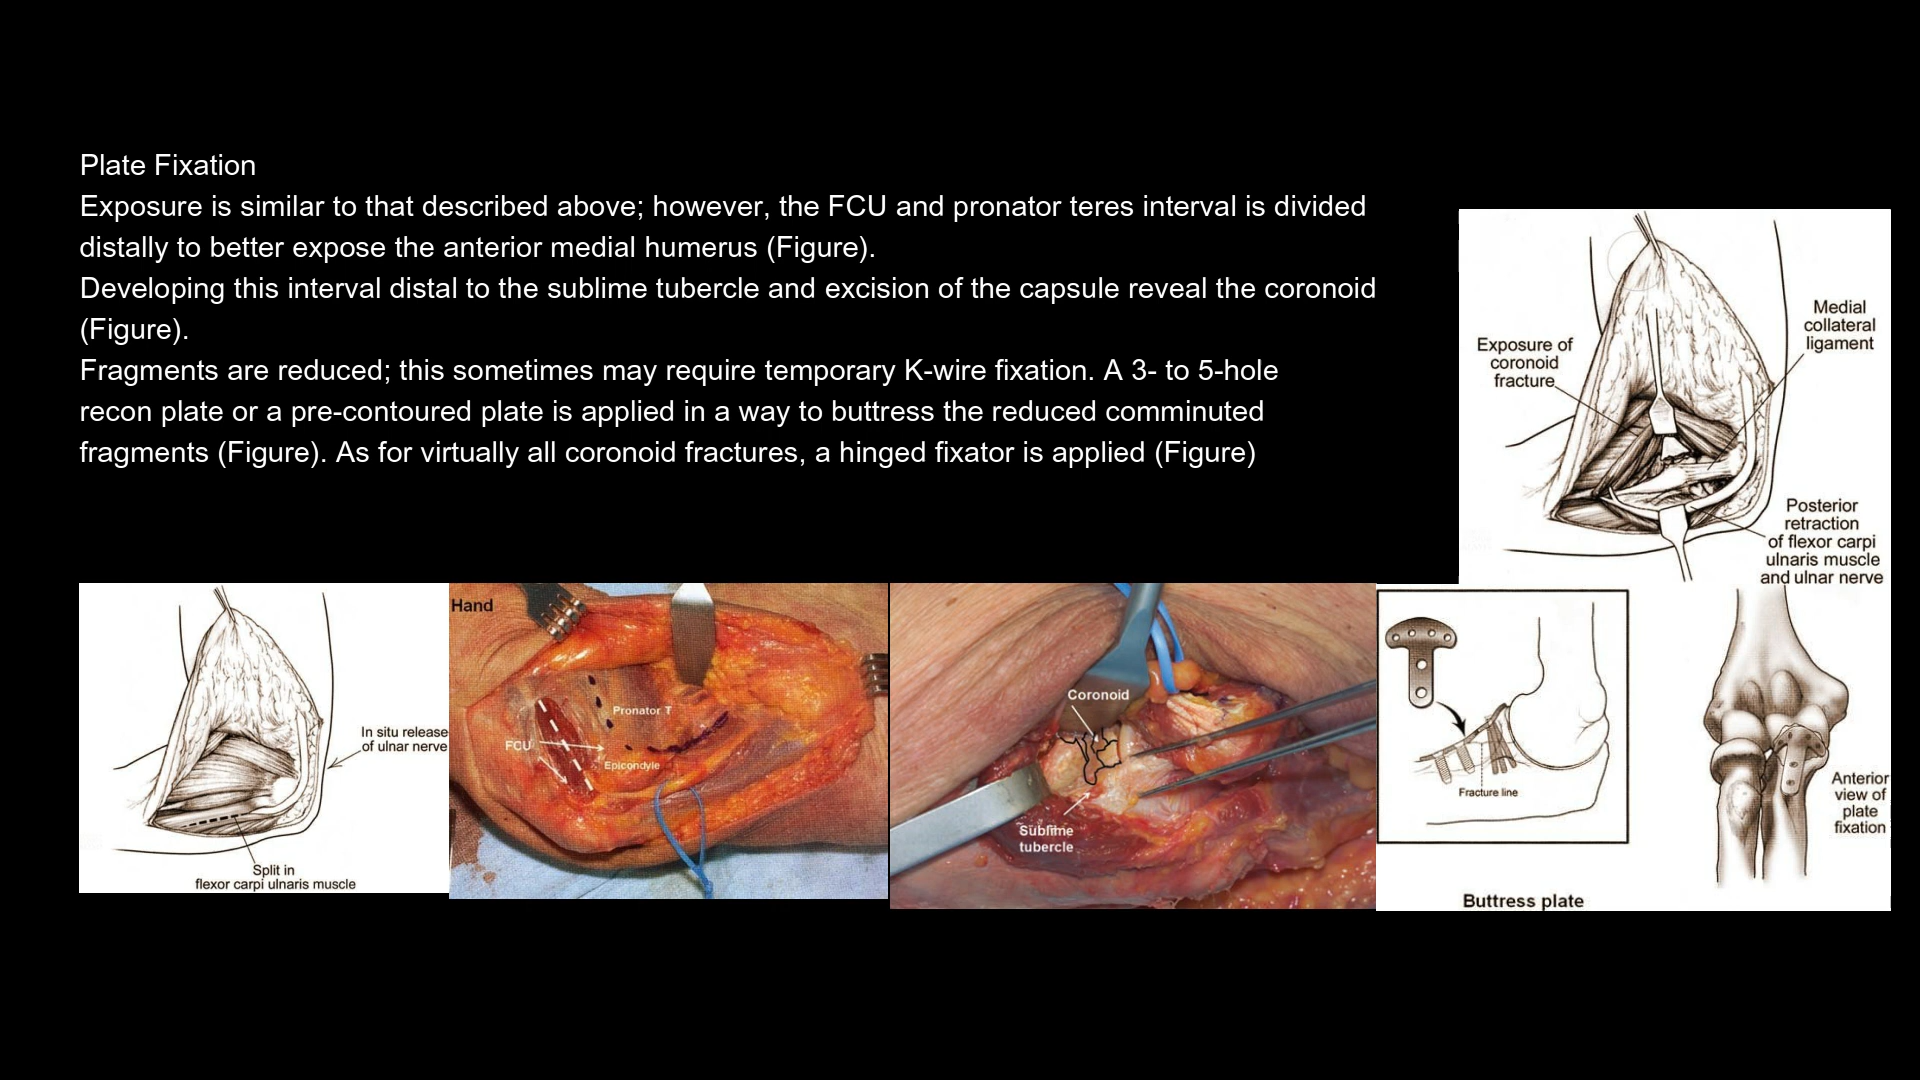 Plate Fixation
Exposure is similar to that described above; however, the FCU and pronator teres interval is divided
distally to better expose the anterior medial humerus (Figure).
Developing this interval distal to the sublime tubercle and excision of the capsule reveal the coronoid
(Figure).
Fragments are reduced; this sometimes may require temporary K-wire fixation. A 3- to 5-hole
recon plate or a pre-contoured plate is applied in a way to buttress the reduced comminuted
fragments (Figure). As for virtually all coronoid fractures, a hinged fixator is applied (Figure)
Exposure of
coronoid
fracture
Medial
collateral
ligament
Posterior
retraction
of flexor carpi
ulnaris muscle
and ulnar nerve
In situ release
of ulnar nerve
Split in
flexor carpi ulnaris muscle
Hand
Pronator T
FCU
Epicondyle
Coronoid
Sublime
tubercle
Fracture line
Anterior
view of
plate
fixation
Buttress plate